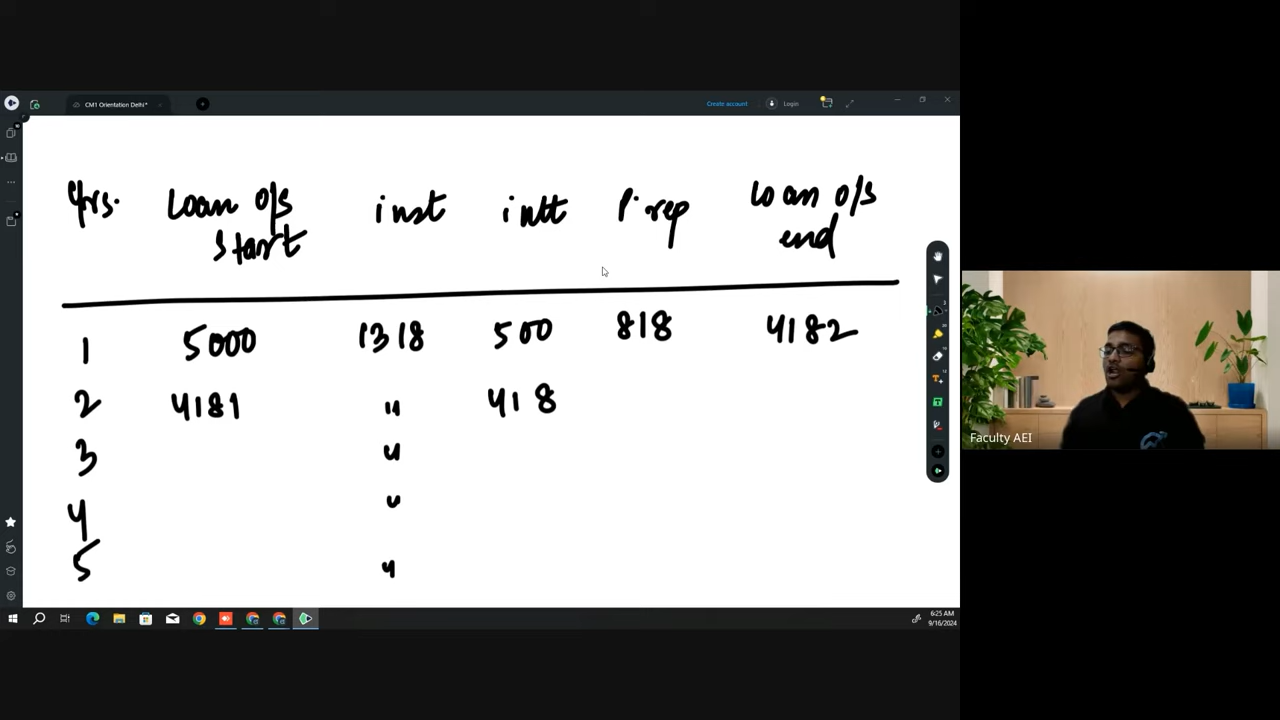 CM1 Orientation Delhi*
Create account
Login
Yrs. Loan o/s start inst intt P. rep Loan o/s end
1 5000 1318 500 818 4182
2 4181 " 418
3 "
4 "
5 "
Faculty AEI
6:25 AM
9/16/2024